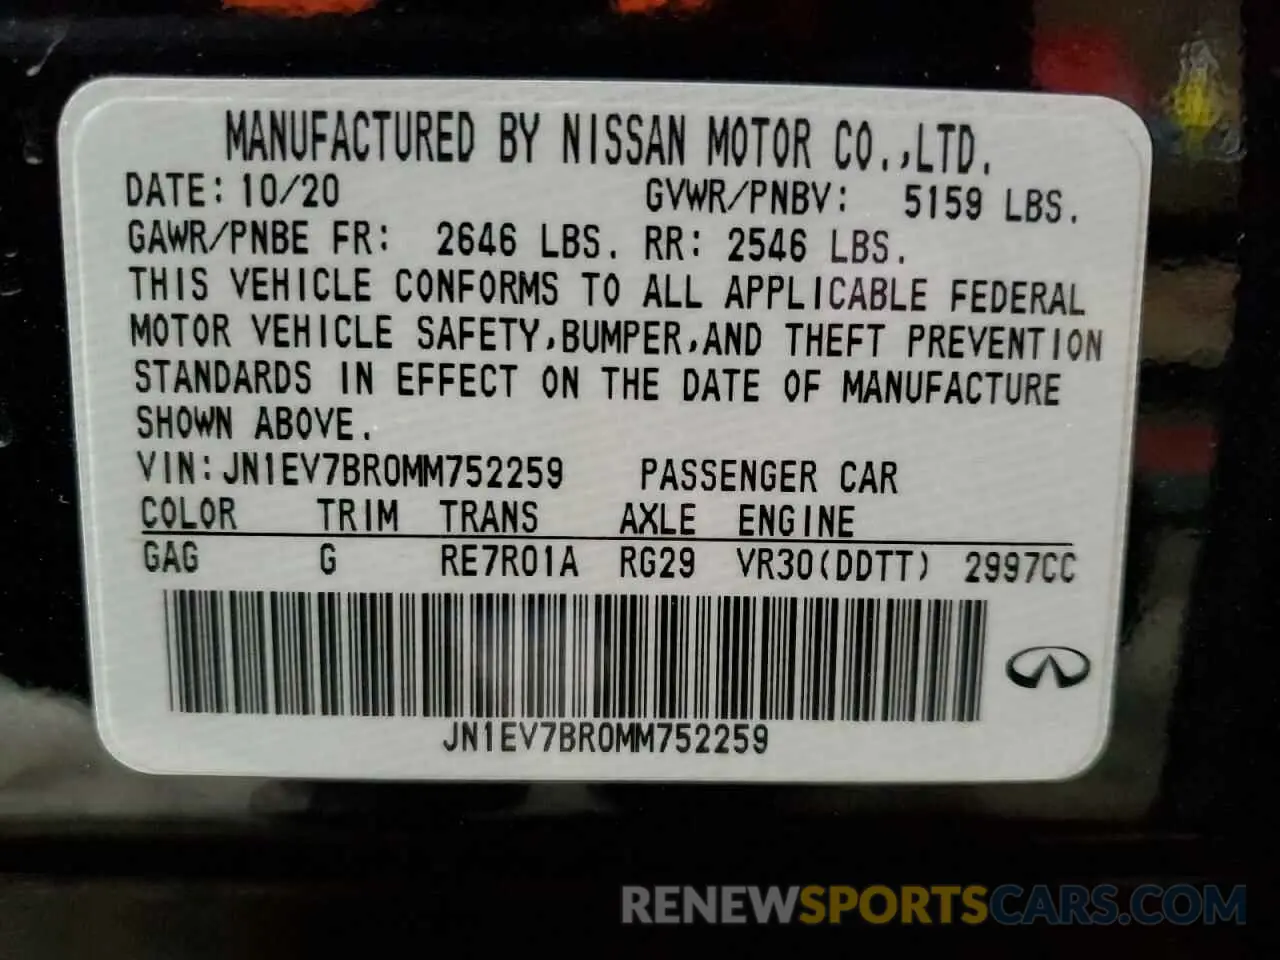 MANUFACTURED BY NISSAN MOTOR CO.,LTD.
DATE: 10/20 GVWR/PNBV: 5159 LBS.
GAWR/PNBE FR: 2646 LBS. RR: 2546 LBS.
THIS VEHICLE CONFORMS TO ALL APPLICABLE FEDERAL
MOTOR VEHICLE SAFETY,BUMPER,AND THEFT PREVENTION
STANDARDS IN EFFECT ON THE DATE OF MANUFACTURE
SHOWN ABOVE.
VIN: JN1EV7BR0MM752259 PASSENGER CAR
COLOR TRIM TRANS AXLE ENGINE
GAG G RE7R01A RG29 VR30(DDTT) 2997CC
JN1EV7BR0MM752259
RENEWSPORTSCARS.COM